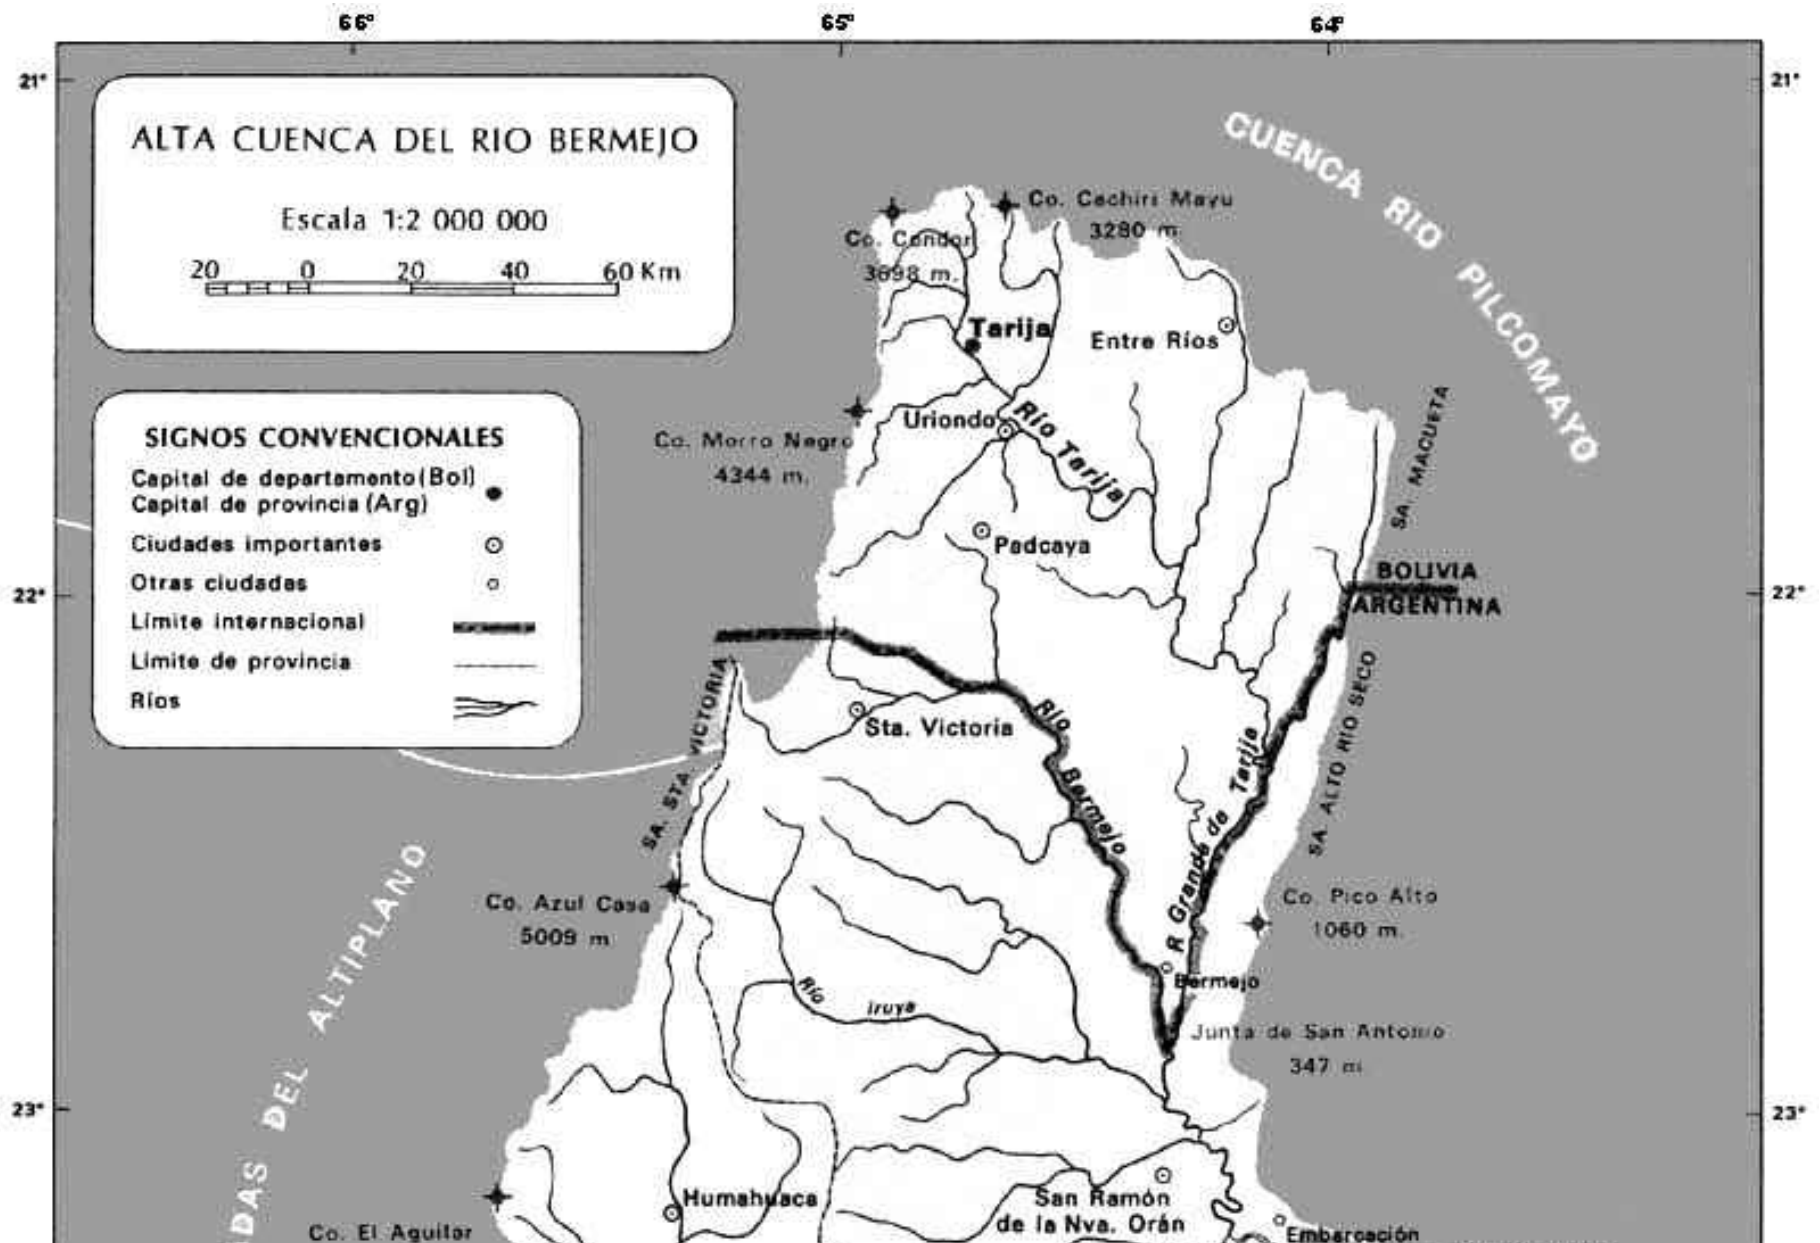 66° 65° 64°
21° 21°
ALTA CUENCA DEL RIO BERMEJO
Escala 1:2 000 000
20 0 20 40 60 Km
SIGNOS CONVENCIONALES
Capital de departamento (Bol)
Capital de provincia (Arg)
Ciudades importantes
Otras ciudades
Límite internacional
Límite de provincia
Ríos
CUENCA RIO PILCOMAYO
Co. Cachiri Mayu
3280 m
Co. Condor
3698 m.
Tarija
Entre Ríos
Uriondo
Río Tarija
Co. Morro Negro
4344 m.
SA. MACUETA
Padcaya
22° 22°
BOLIVIA
ARGENTINA
SA. STA. VICTORIA
Sta. Victoria
Río Bermejo
R Grande de Tarija
SA. ALTO RIO SECO
Co. Azul Casa
5009 m
Co. Pico Alto
1060 m.
Bermejo
Río Iruya
Junta de San Antonio
347 m
DAS DEL ALTIPLANO
23° 23°
Humahuaca
San Ramón
de la Nva. Orán
Co. El Aguilar
Embarcación